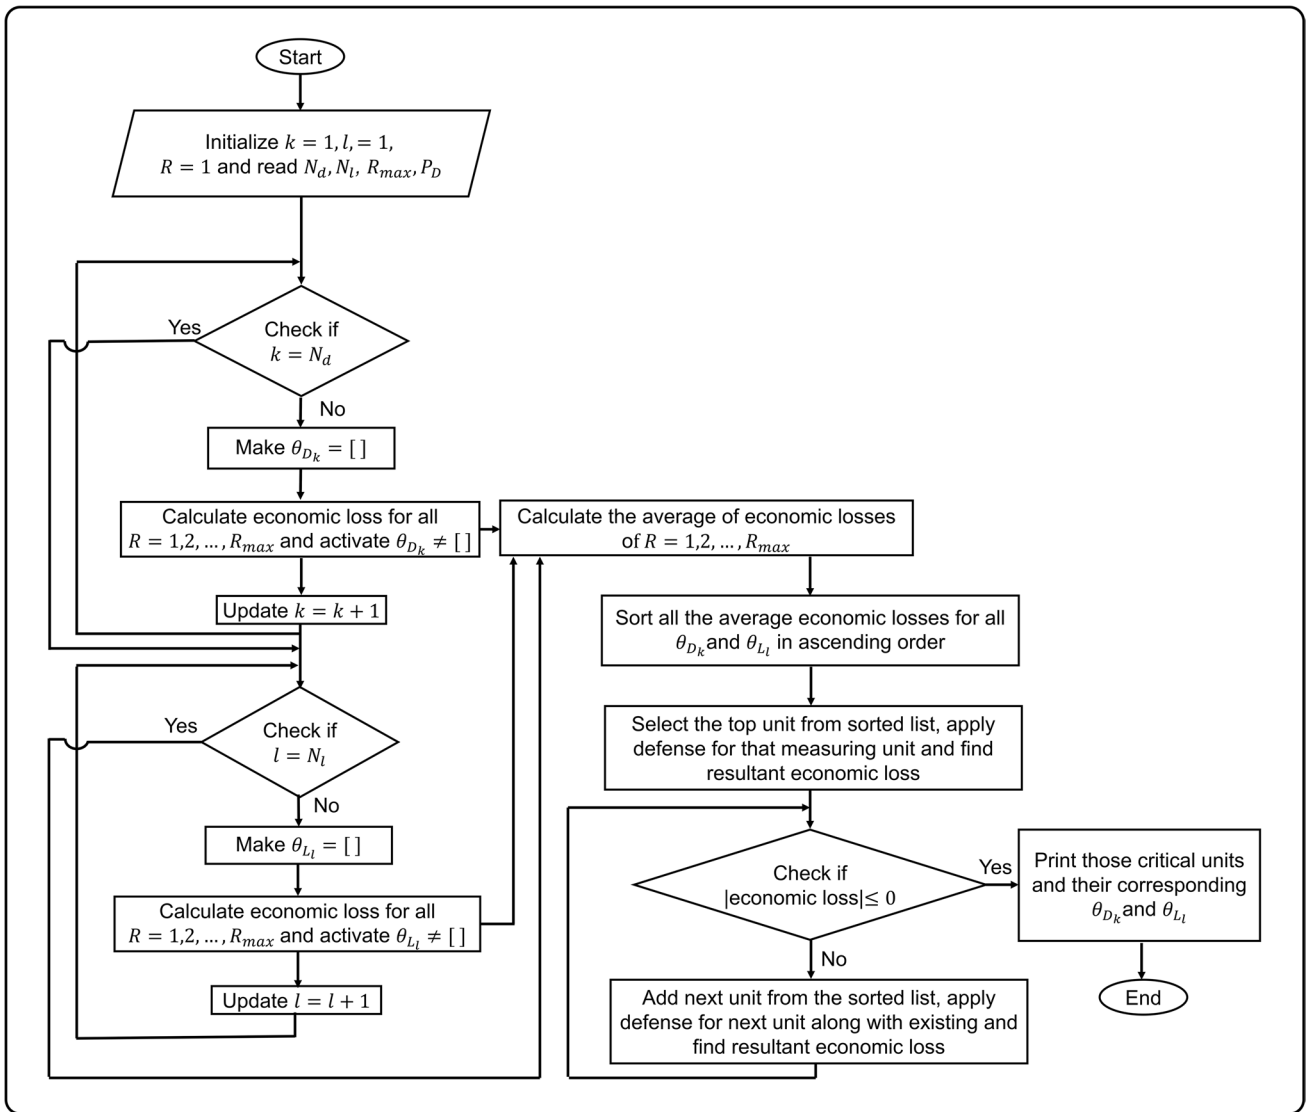 Start
Initialize k = 1, l, = 1,
R = 1 and read N_d, N_l, R_max, P_D
Yes
Check if
k = N_d
No
Make θ_{D_k} = [ ]
Calculate economic loss for all
R = 1,2, ..., R_max and activate θ_{D_k} ≠ [ ]
Update k = k + 1
Yes
Check if
l = N_l
No
Make θ_{L_l} = [ ]
Calculate economic loss for all
R = 1,2, ..., R_max and activate θ_{L_l} ≠ [ ]
Update l = l + 1
Calculate the average of economic losses
of R = 1,2, ..., R_max
Sort all the average economic losses for all
θ_{D_k} and θ_{L_l} in ascending order
Select the top unit from sorted list, apply
defense for that measuring unit and find
resultant economic loss
Check if
|economic loss| ≤ 0
Yes
No
Add next unit from the sorted list, apply
defense for next unit along with existing and
find resultant economic loss
Print those critical units
and their corresponding
θ_{D_k} and θ_{L_l}
End